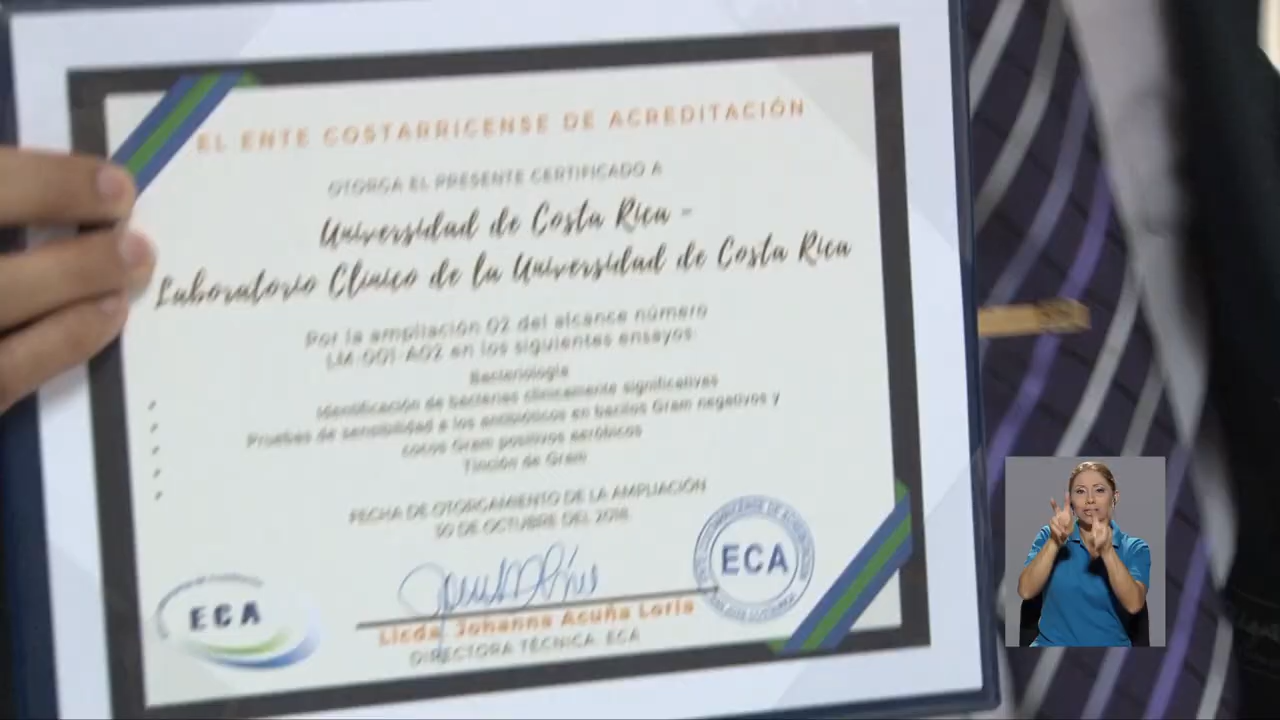 EL ENTE COSTARRICENSE DE ACREDITACIÓN
OTORGA EL PRESENTE CERTIFICADO A
Universidad de Costa Rica -
Laboratorio Clínico de la Universidad de Costa Rica
Por la ampliación 02 del alcance número
LM-001-A02 en los siguientes ensayos:
Bacteriología
Identificación de bacterias clínicamente significativas
Pruebas de sensibilidad a los antibióticos en bacilos Gram negativos y
cocos Gram positivos aeróbicos
Tinción de Gram
FECHA DE OTORGAMIENTO DE LA AMPLIACIÓN
30 DE OCTUBRE DEL 2018
ECA
ECA
Licda. Johanna Acuña Loría
DIRECTORA TÉCNICA ECA